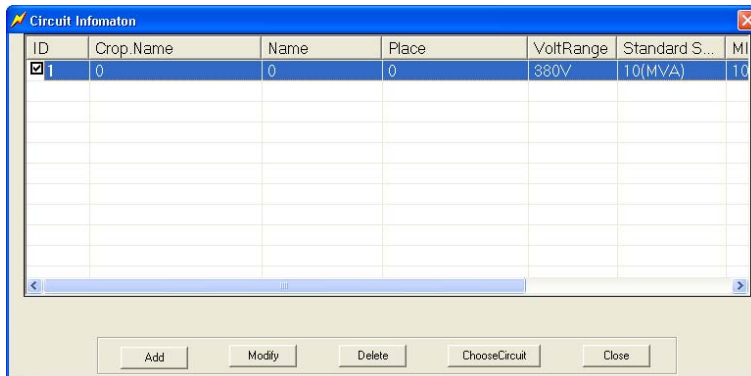 Circuit Infomaton
ID Crop.Name Name Place VoltRange Standard S... MI
1 0 0 0 380V 10(MVA) 10
Add Modify Delete ChooseCircuit Close